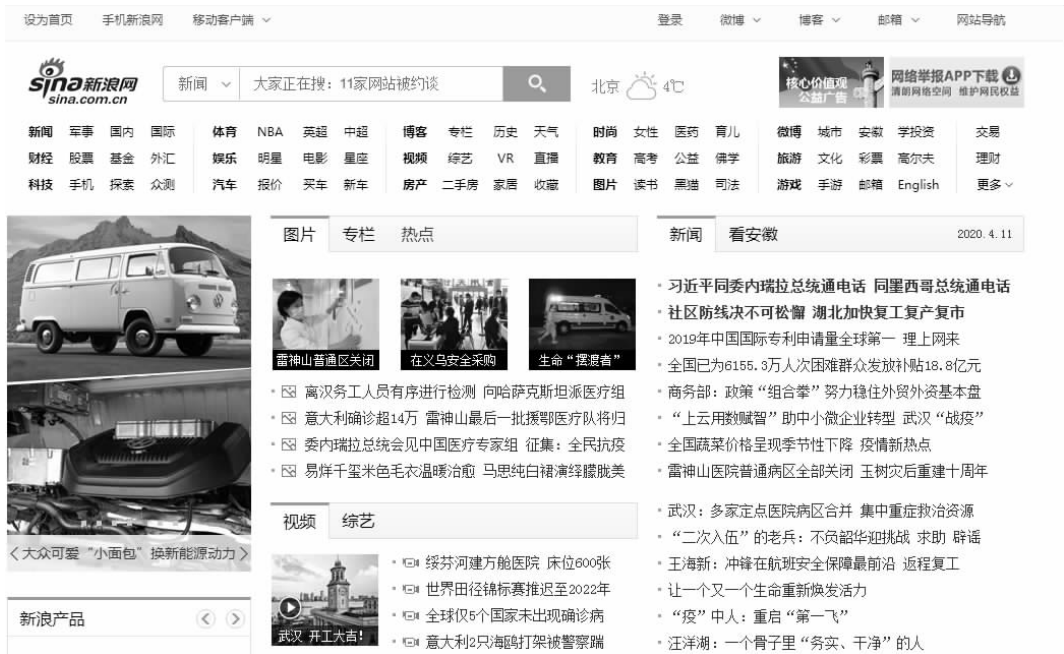 设为首页 手机新浪网 移动客户端 登录 微博 博客 邮箱 网站导航
sina新浪网
sina.com.cn
新闻 大家正在搜：11家网站被约谈
北京 4℃
核心价值观
公益广告
网络举报APP下载
清朗网络空间 维护网民权益
新闻 军事 国内 国际 体育 NBA 英超 中超 博客 专栏 历史 天气 时尚 女性 医药 育儿 微博 城市 安徽 学投资 交易
财经 股票 基金 外汇 娱乐 明星 电影 星座 视频 综艺 VR 直播 教育 高考 公益 佛学 旅游 文化 彩票 高尔夫 理财
科技 手机 探索 众测 汽车 报价 买车 新车 房产 二手房 家居 收藏 图片 读书 黑猫 司法 游戏 手游 邮箱 English 更多
大众可爱“小面包”换新能源动力
新浪产品
图片 专栏 热点
雷神山普通区关闭 在义乌安全采购 生命“摆渡者”
离汉务工人员有序进行检测 向哈萨克斯坦派医疗组
意大利确诊超14万 雷神山最后一批援鄂医疗队将归
委内瑞拉总统会见中国医疗专家组 征集：全民抗疫
易烊千玺米色毛衣温暖治愈 马思纯白裙演绎朦胧美
视频 综艺
武汉 开工大吉！
绥芬河建方舱医院 床位600张
世界田径锦标赛推迟至2022年
全球仅5个国家未出现确诊病
意大利2只海鸥打架被警察踹
新闻 看安徽 2020.4.11
习近平同委内瑞拉总统通电话 同墨西哥总统通电话
社区防线决不可松懈 湖北加快复工复产复市
2019年中国国际专利申请量全球第一 理上网来
全国已为6155.3万人次困难群众发放补贴18.8亿元
商务部：政策“组合拳”努力稳住外贸外资基本盘
“上云用数赋智”助中小微企业转型 武汉“战疫”
全国蔬菜价格呈现季节性下降 疫情新热点
雷神山医院普通病区全部关闭 玉树灾后重建十周年
武汉：多家定点医院病区合并 集中重症救治资源
“二次入伍”的老兵：不负韶华迎挑战 求助 辟谣
王海新：冲锋在航班安全保障最前沿 返程复工
让一个又一个生命重新焕发活力
“疫”中人：重启“第一飞”
汪洋湖：一个骨子里“务实、干净”的人